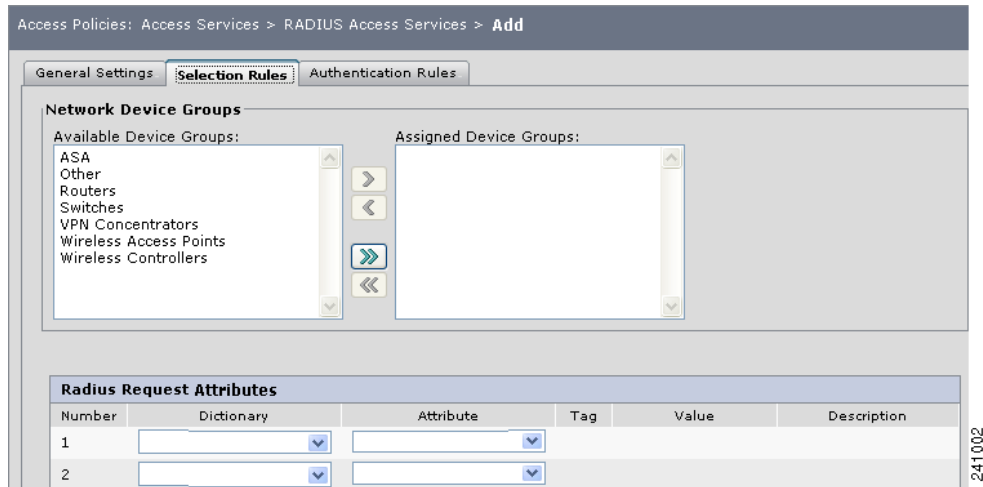 Access Policies: Access Services > RADIUS Access Services > Add
General Settings Selection Rules Authentication Rules
Network Device Groups
Available Device Groups: Assigned Device Groups:
ASA
Other
Routers
Switches
VPN Concentrators
Wireless Access Points
Wireless Controllers
Radius Request Attributes
Number Dictionary Attribute Tag Value Description
1
2
241002